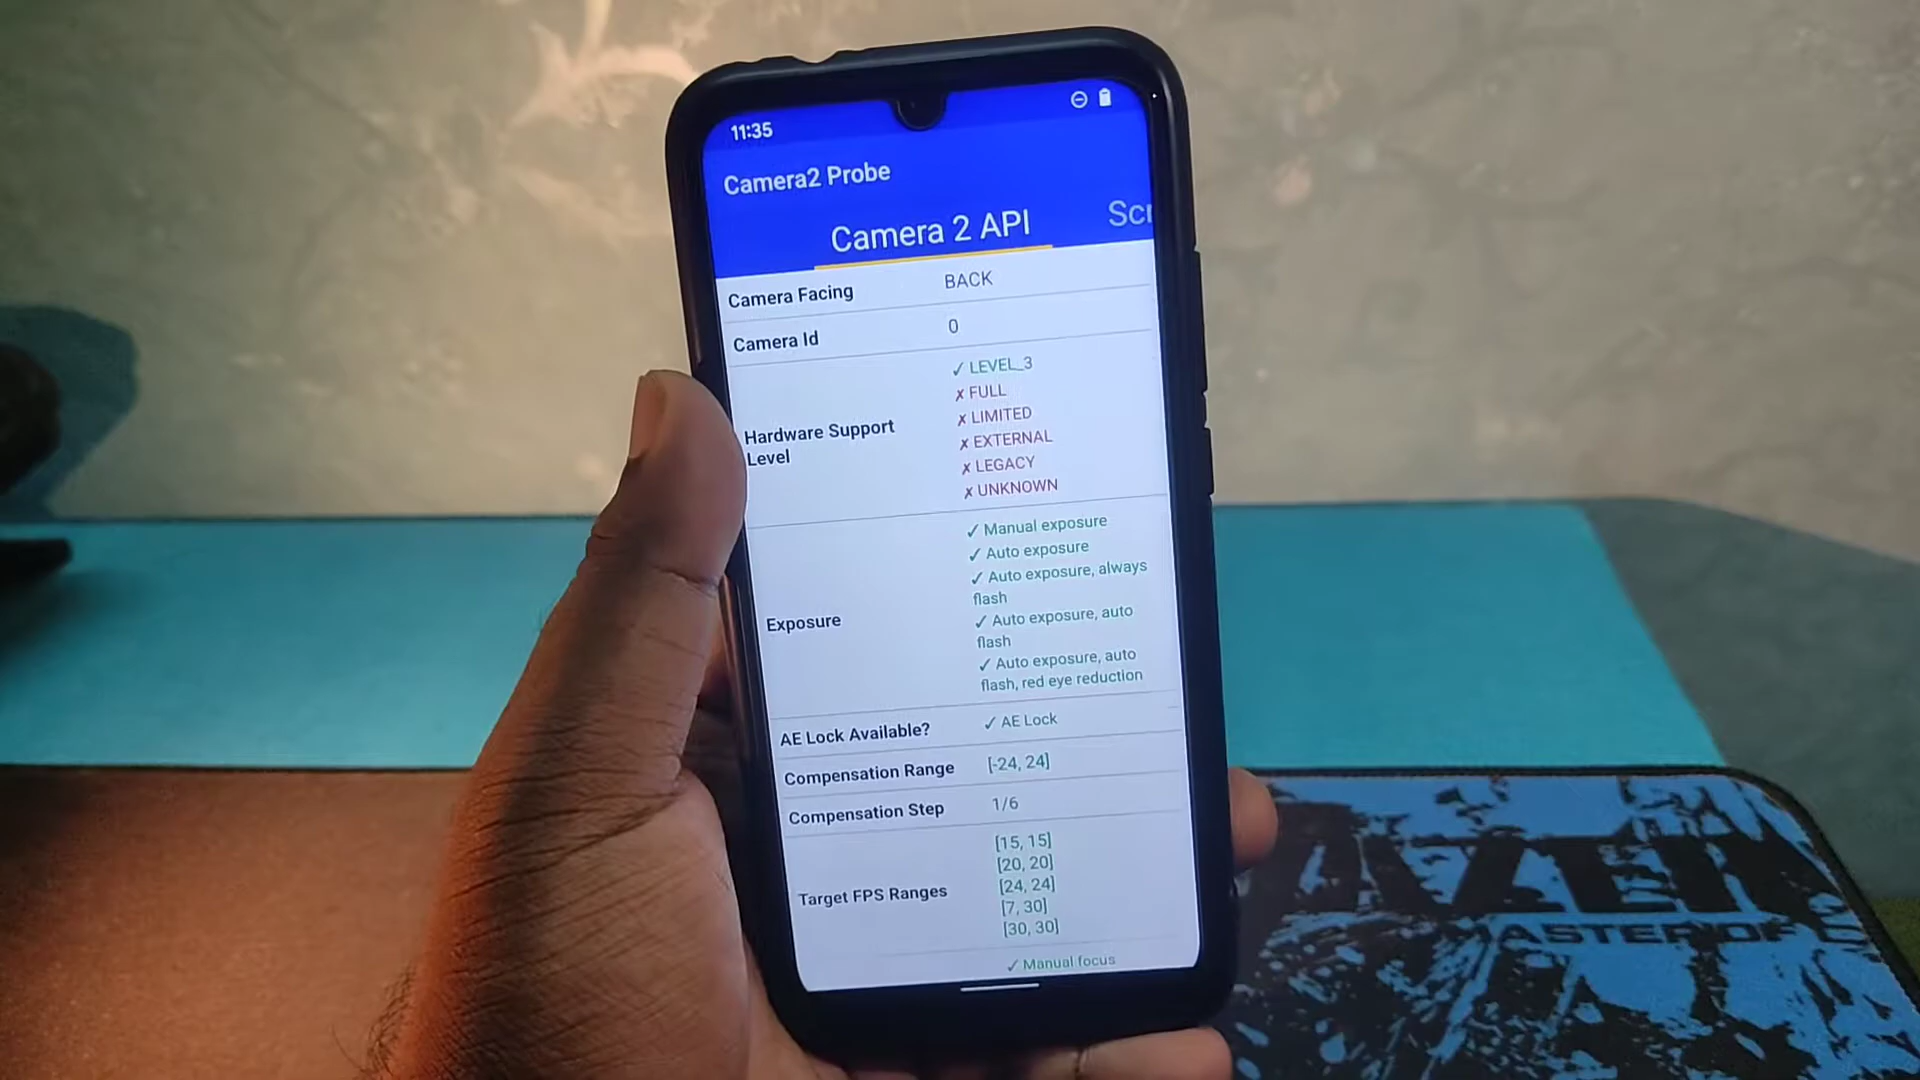 11:35
Camera2 Probe
Camera 2 API
Scr
Camera Facing BACK
Camera Id 0
Hardware Support Level
✓ LEVEL_3
✗ FULL
✗ LIMITED
✗ EXTERNAL
✗ LEGACY
✗ UNKNOWN
Exposure
✓ Manual exposure
✓ Auto exposure
✓ Auto exposure, always
flash
✓ Auto exposure, auto
flash
✓ Auto exposure, auto
flash, red eye reduction
AE Lock Available? ✓ AE Lock
Compensation Range [-24, 24]
Compensation Step 1/6
Target FPS Ranges
[15, 15]
[20, 20]
[24, 24]
[7, 30]
[30, 30]
✓ Manual focus
MASTER OF